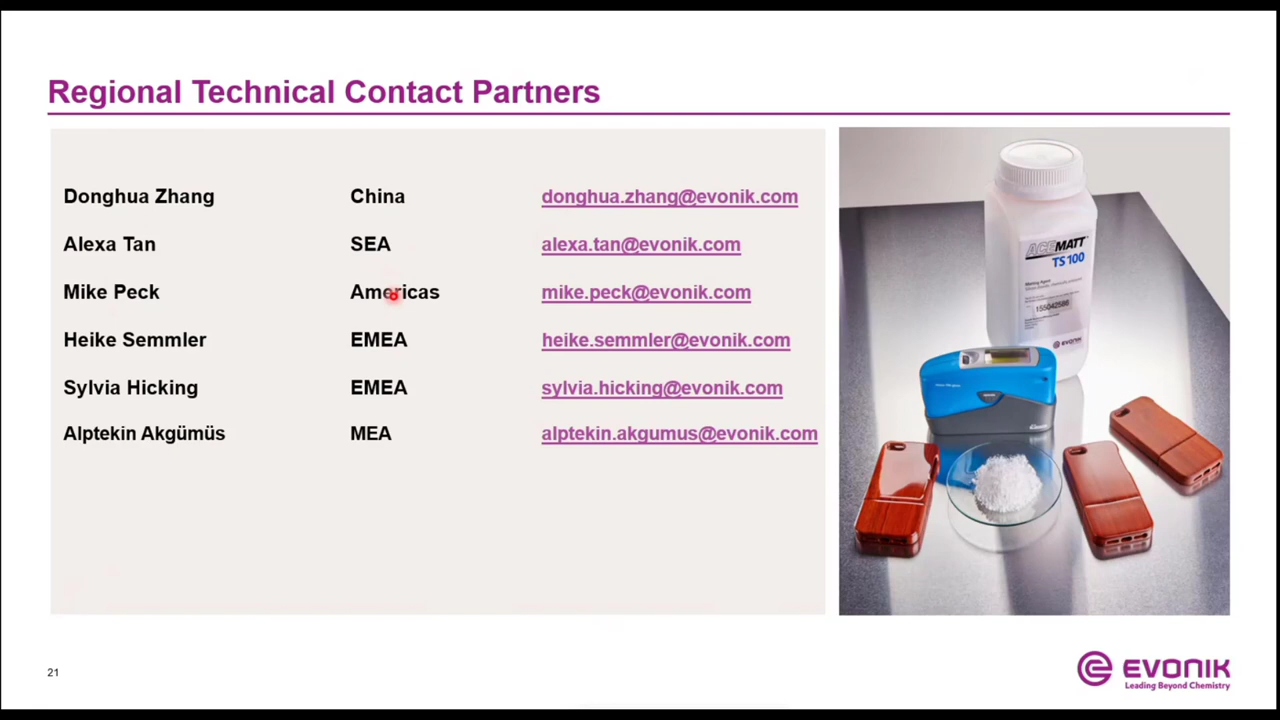 Regional Technical Contact Partners
Donghua Zhang China donghua.zhang@evonik.com
Alexa Tan SEA alexa.tan@evonik.com
Mike Peck Americas mike.peck@evonik.com
Heike Semmler EMEA heike.semmler@evonik.com
Sylvia Hicking EMEA sylvia.hicking@evonik.com
Alptekin Akgümüs MEA alptekin.akgumus@evonik.com
ACEMATT
TS 100
155042586
EVONIK
21
EVONIK
Leading Beyond Chemistry